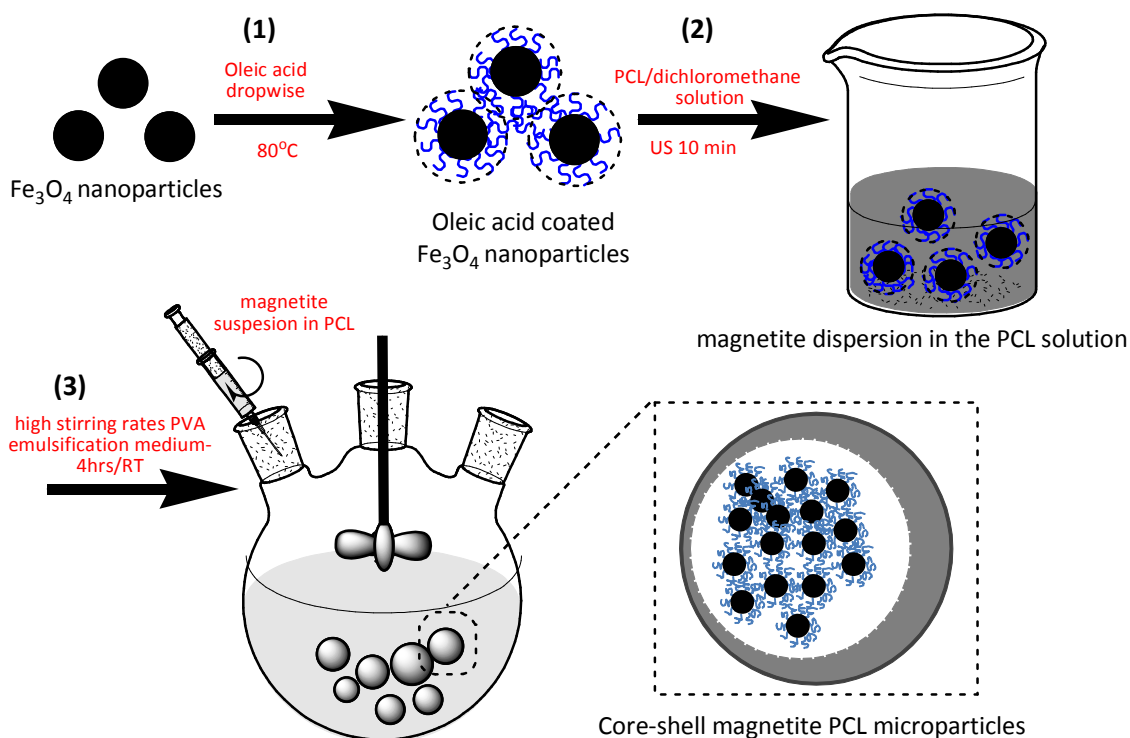 (1)
Oleic acid
dropwise
80°C
Fe₃O₄ nanoparticles
Oleic acid coated
Fe₃O₄ nanoparticles
(2)
PCL/dichloromethane
solution
US 10 min
magnetite dispersion in the PCL solution
(3)
high stirring rates PVA
emulsification medium-
4hrs/RT
magnetite
suspesion in PCL
Core-shell magnetite PCL microparticles